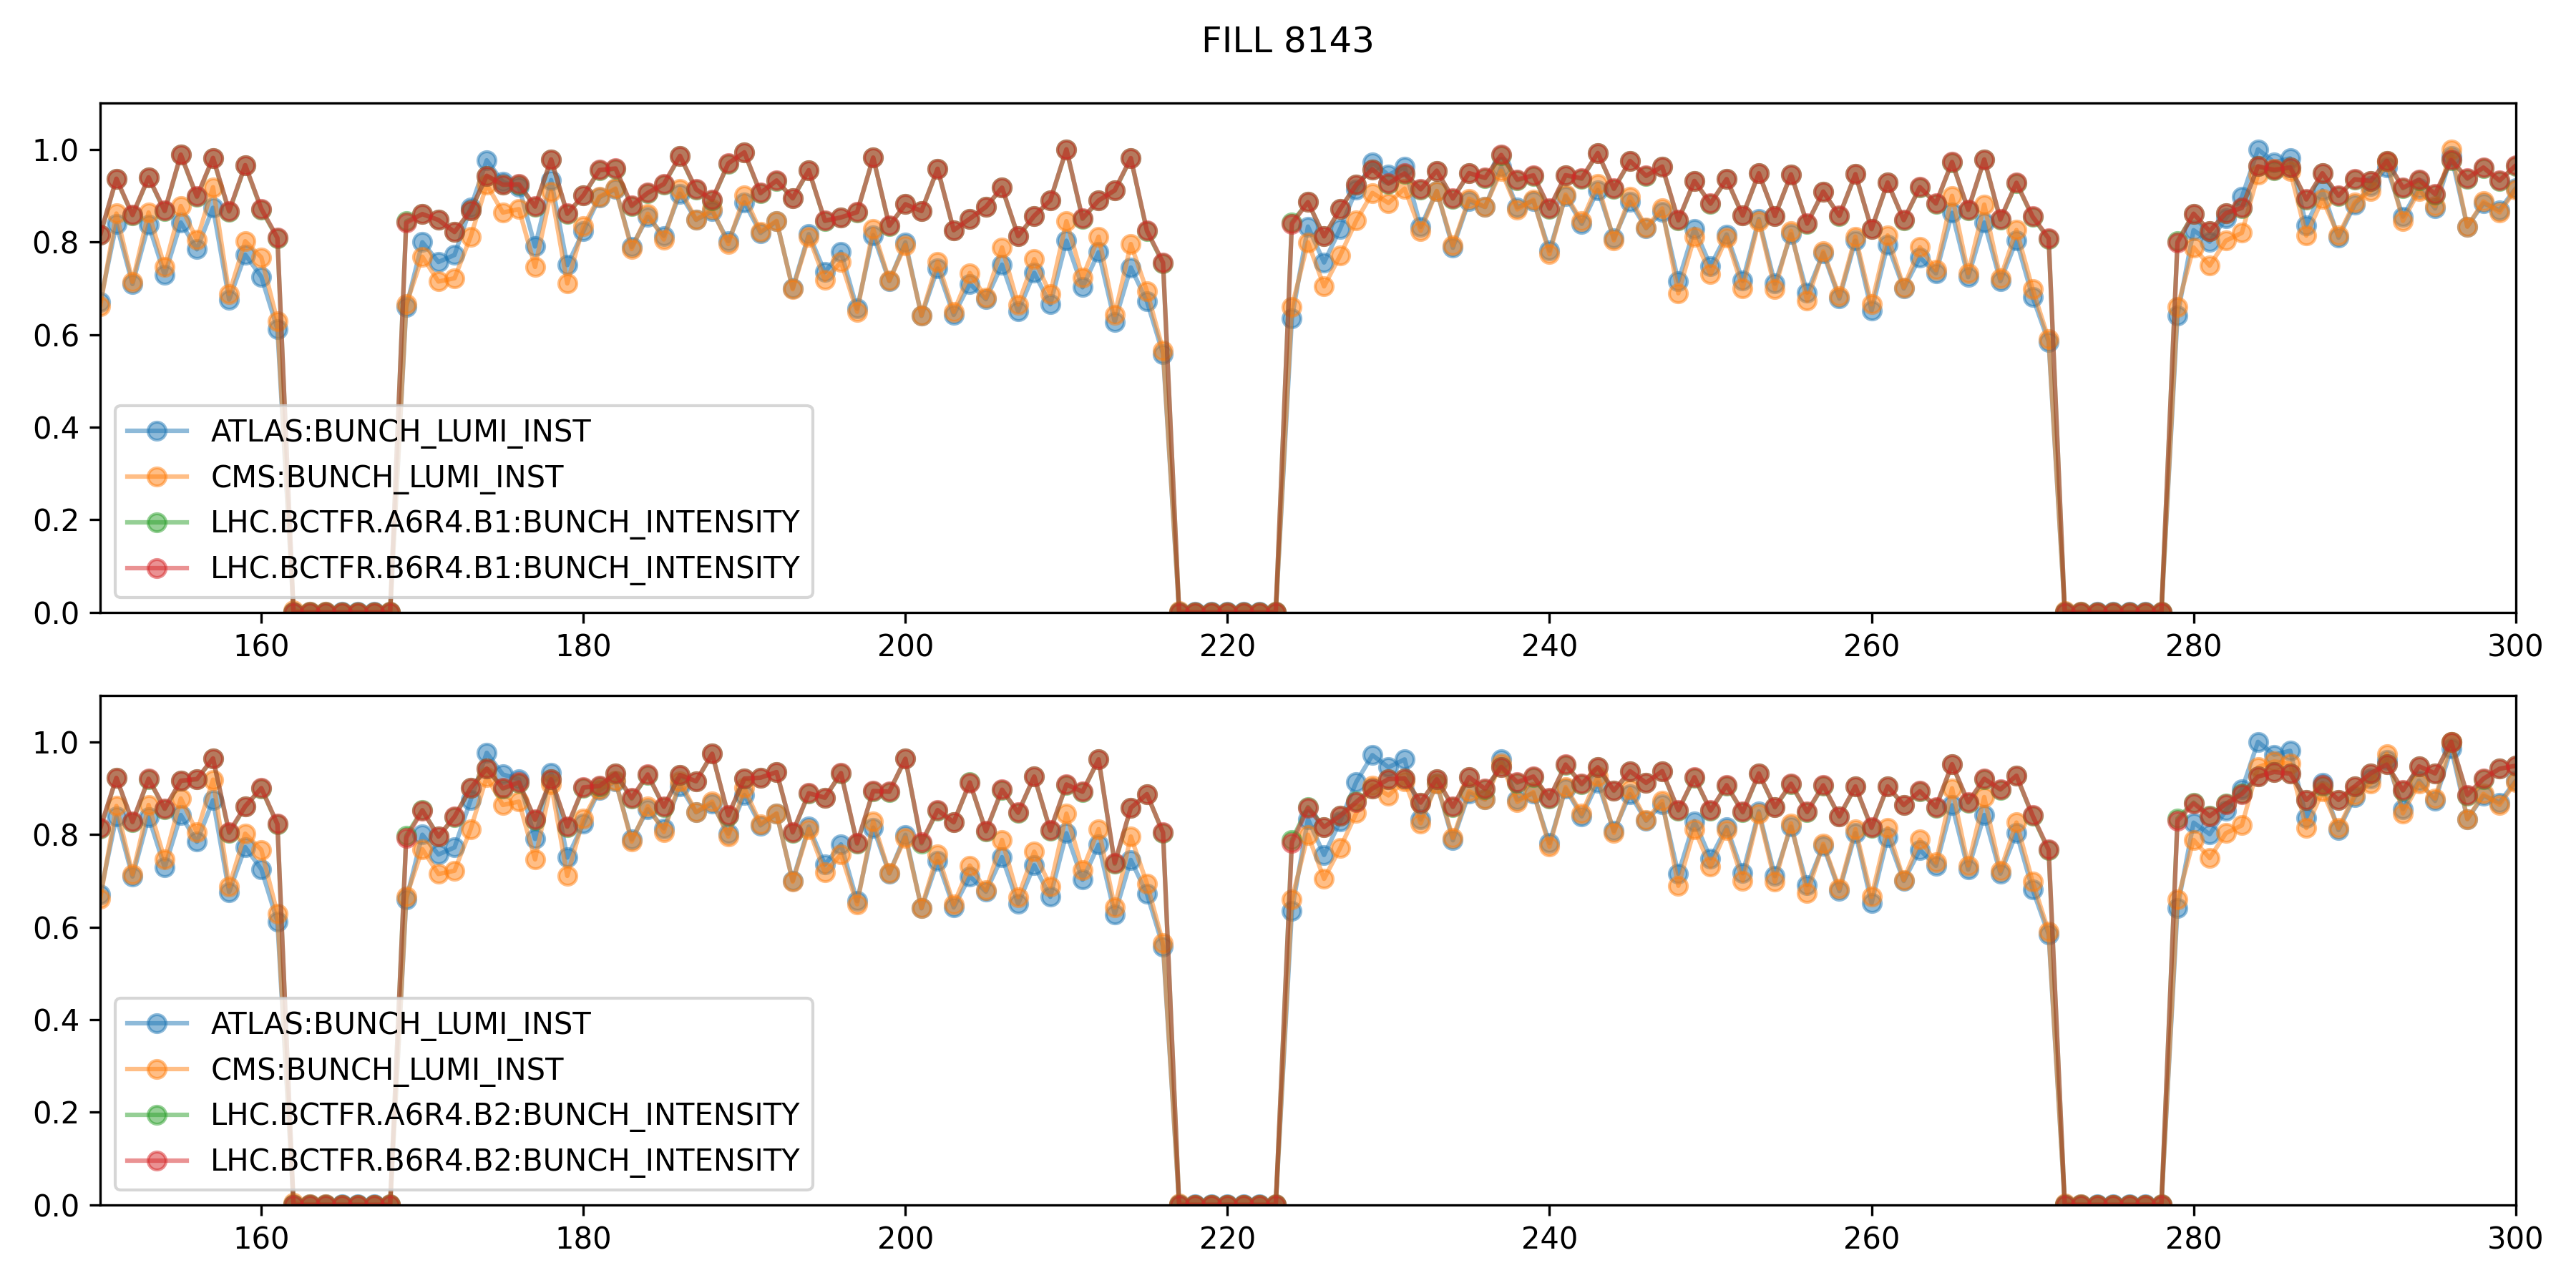 FILL 8143
1.0
0.8
0.6
0.4
0.2
0.0
ATLAS:BUNCH_LUMI_INST
CMS:BUNCH_LUMI_INST
LHC.BCTFR.A6R4.B1:BUNCH_INTENSITY
LHC.BCTFR.B6R4.B1:BUNCH_INTENSITY
160 180 200 220 240 260 280 300
1.0
0.8
0.6
0.4
0.2
0.0
ATLAS:BUNCH_LUMI_INST
CMS:BUNCH_LUMI_INST
LHC.BCTFR.A6R4.B2:BUNCH_INTENSITY
LHC.BCTFR.B6R4.B2:BUNCH_INTENSITY
160 180 200 220 240 260 280 300